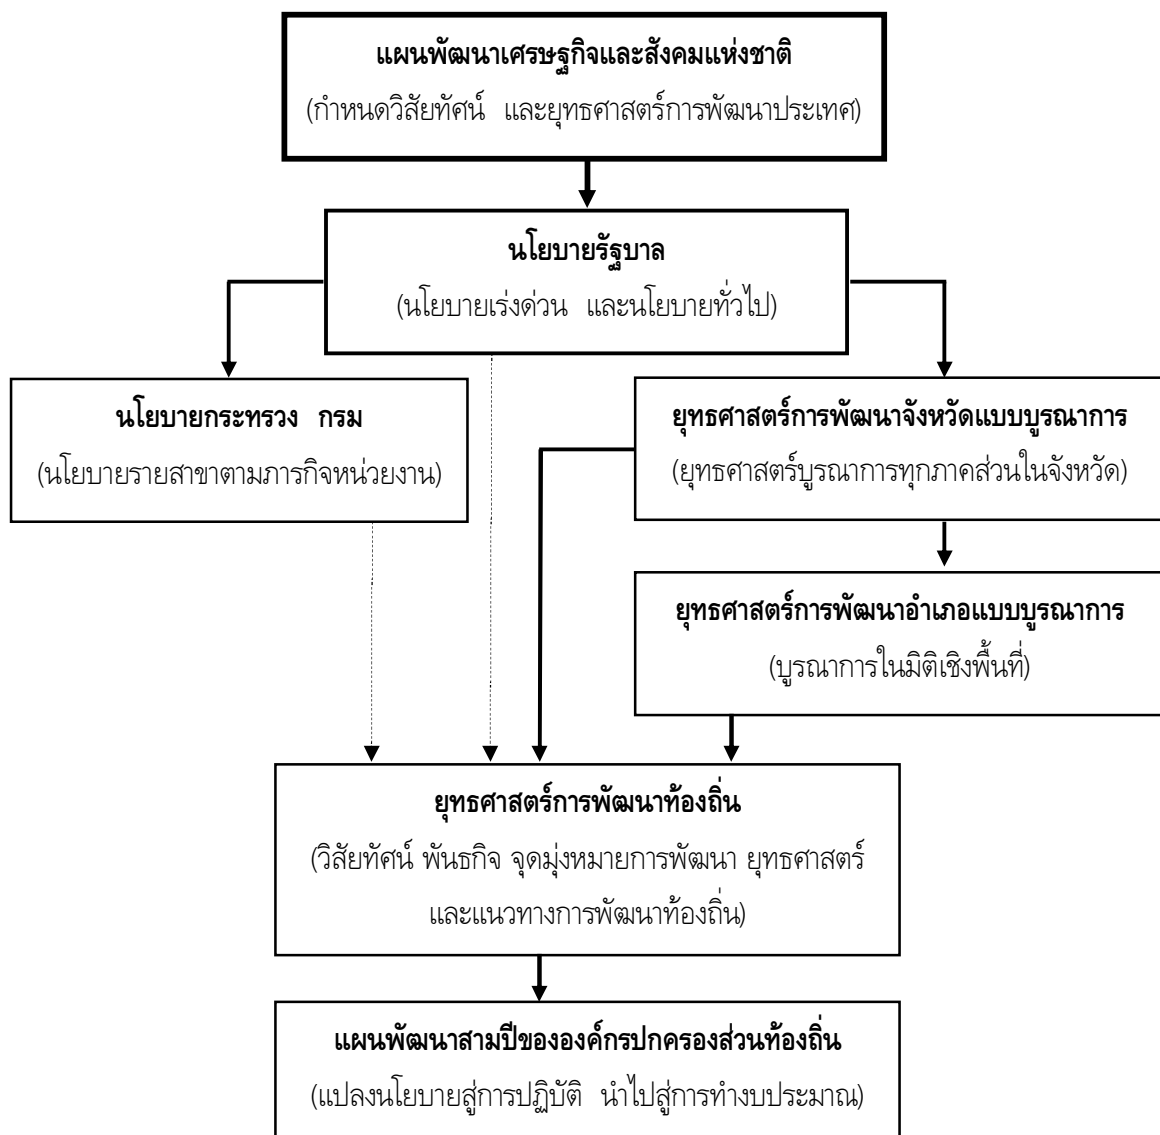 แผนพัฒนาเศรษฐกิจและสังคมแห่งชาติ
(กำหนดวิสัยทัศน์ และยุทธศาสตร์การพัฒนาประเทศ)
นโยบายรัฐบาล
(นโยบายเร่งด่วน และนโยบายทั่วไป)
นโยบายกระทรวง กรม
(นโยบายรายสาขาตามภารกิจหน่วยงาน)
ยุทธศาสตร์การพัฒนาจังหวัดแบบบูรณาการ
(ยุทธศาสตร์บูรณาการทุกภาคส่วนในจังหวัด)
ยุทธศาสตร์การพัฒนาอำเภอแบบบูรณาการ
(บูรณาการในมิติเชิงพื้นที่)
ยุทธศาสตร์การพัฒนาท้องถิ่น
(วิสัยทัศน์ พันธกิจ จุดมุ่งหมายการพัฒนา ยุทธศาสตร์
และแนวทางการพัฒนาท้องถิ่น)
แผนพัฒนาสามปีขององค์กรปกครองส่วนท้องถิ่น
(แปลงนโยบายสู่การปฏิบัติ นำไปสู่การทำงบประมาณ)